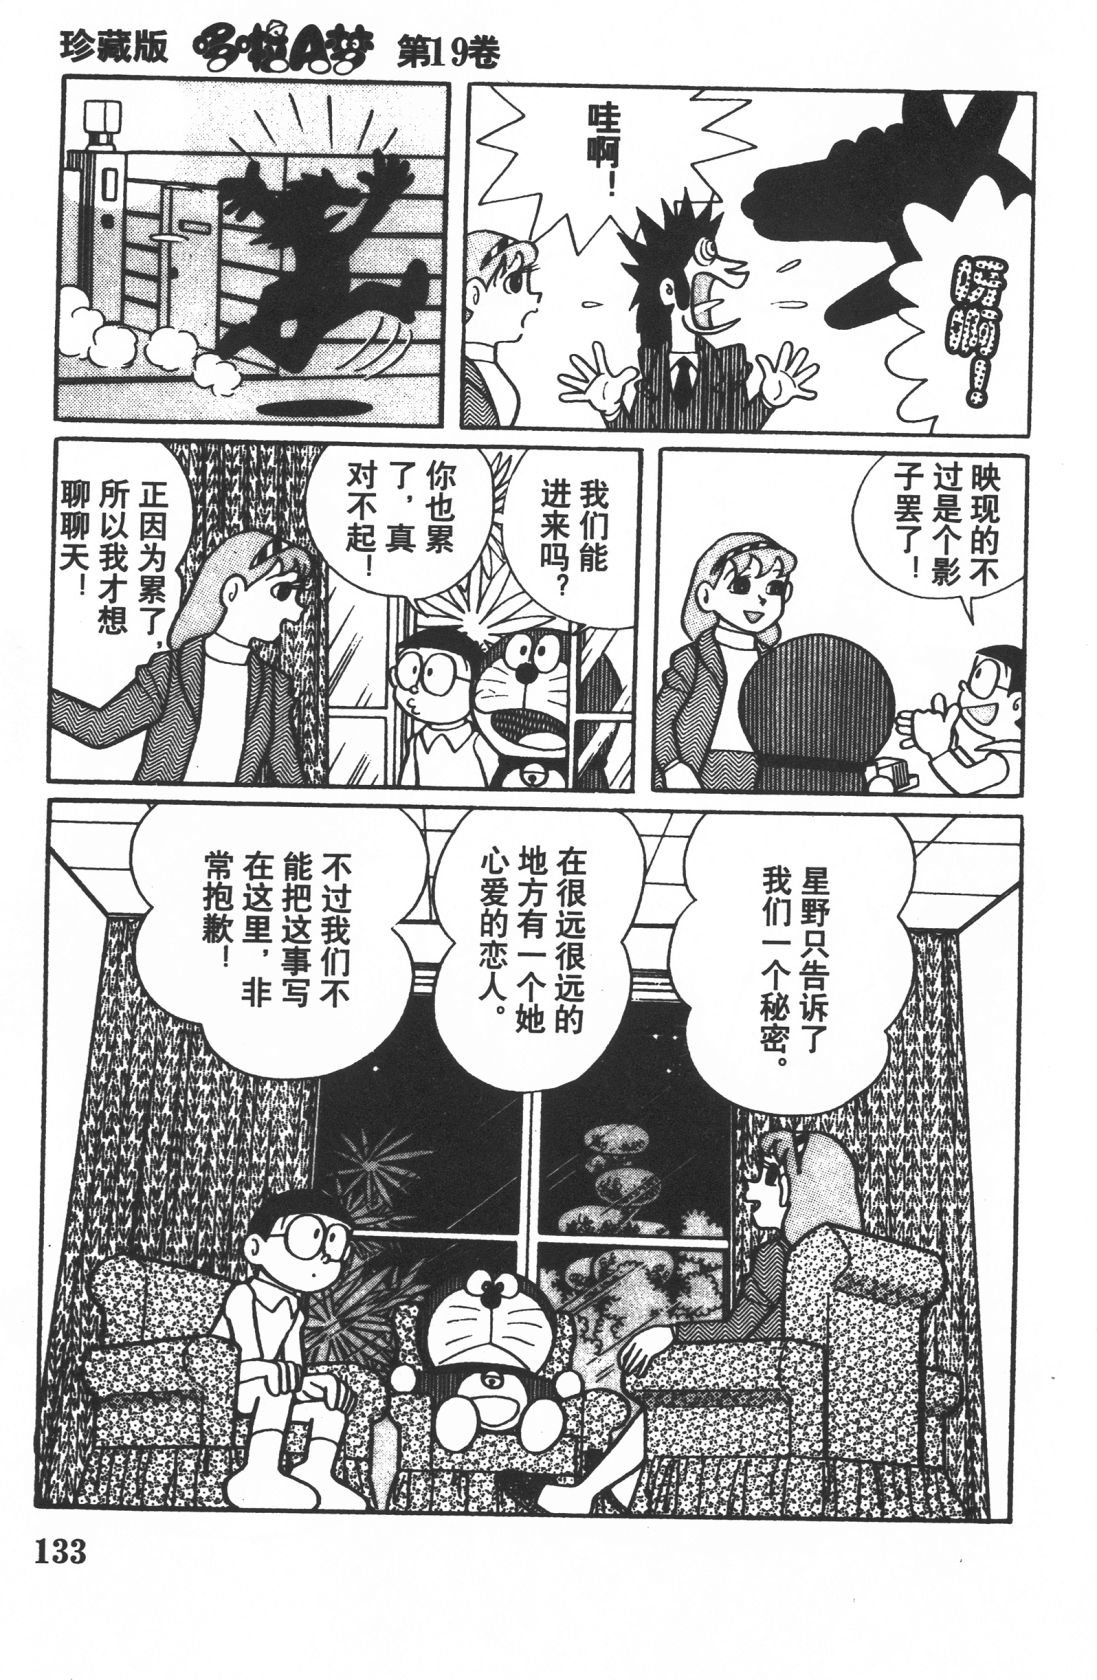 珍藏版 哆啦A梦 第19卷
哇啊！
映现的不
过是个影
子罢了！
我们能
进来吗？
你也累
了，真
对不起！
正因为累了，
所以我才想
聊聊天！
星野只告诉了
我们一个秘密。
在很远很远的
地方有一个她
心爱的恋人。
不过我们不
能把这事写
在这里，非
常抱歉！
133